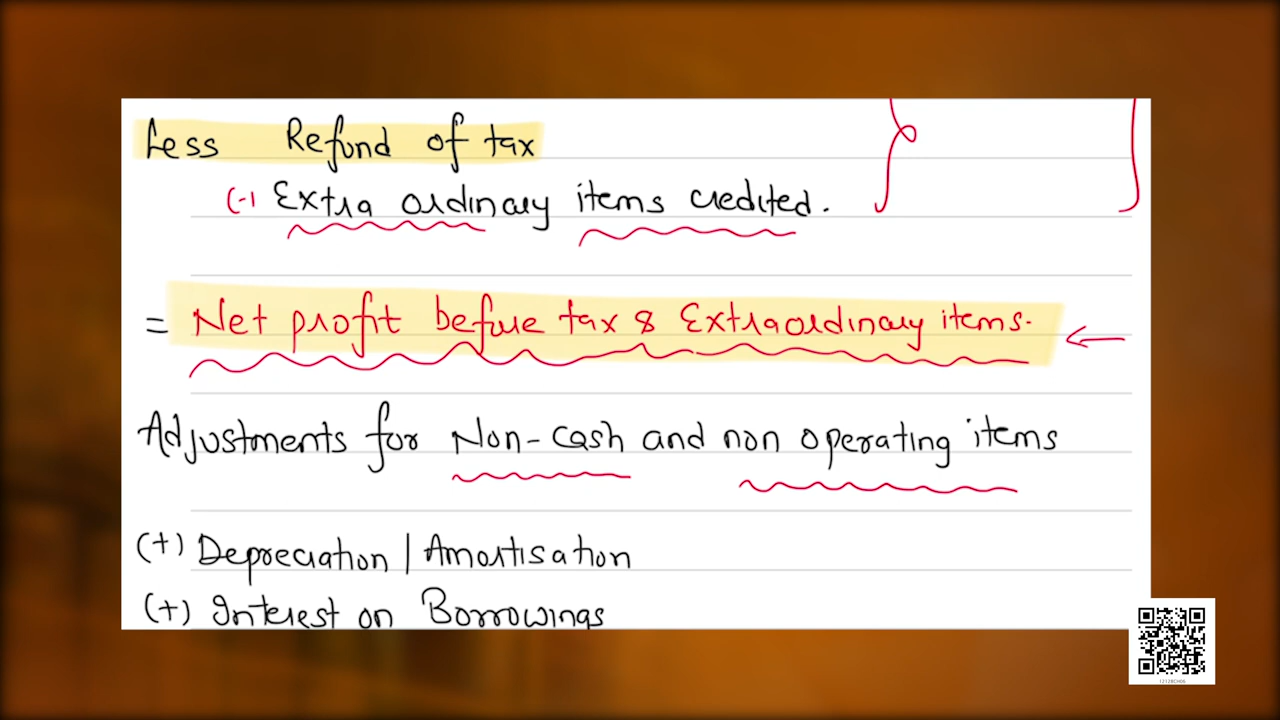 Less Refund of tax
(-) Extra ordinary items credited.
= Net profit before tax & Extraordinary items.
Adjustments for Non-cash and non operating items
(+) Depreciation | Amortisation
(+) Interest on Borrowings
12128CH06